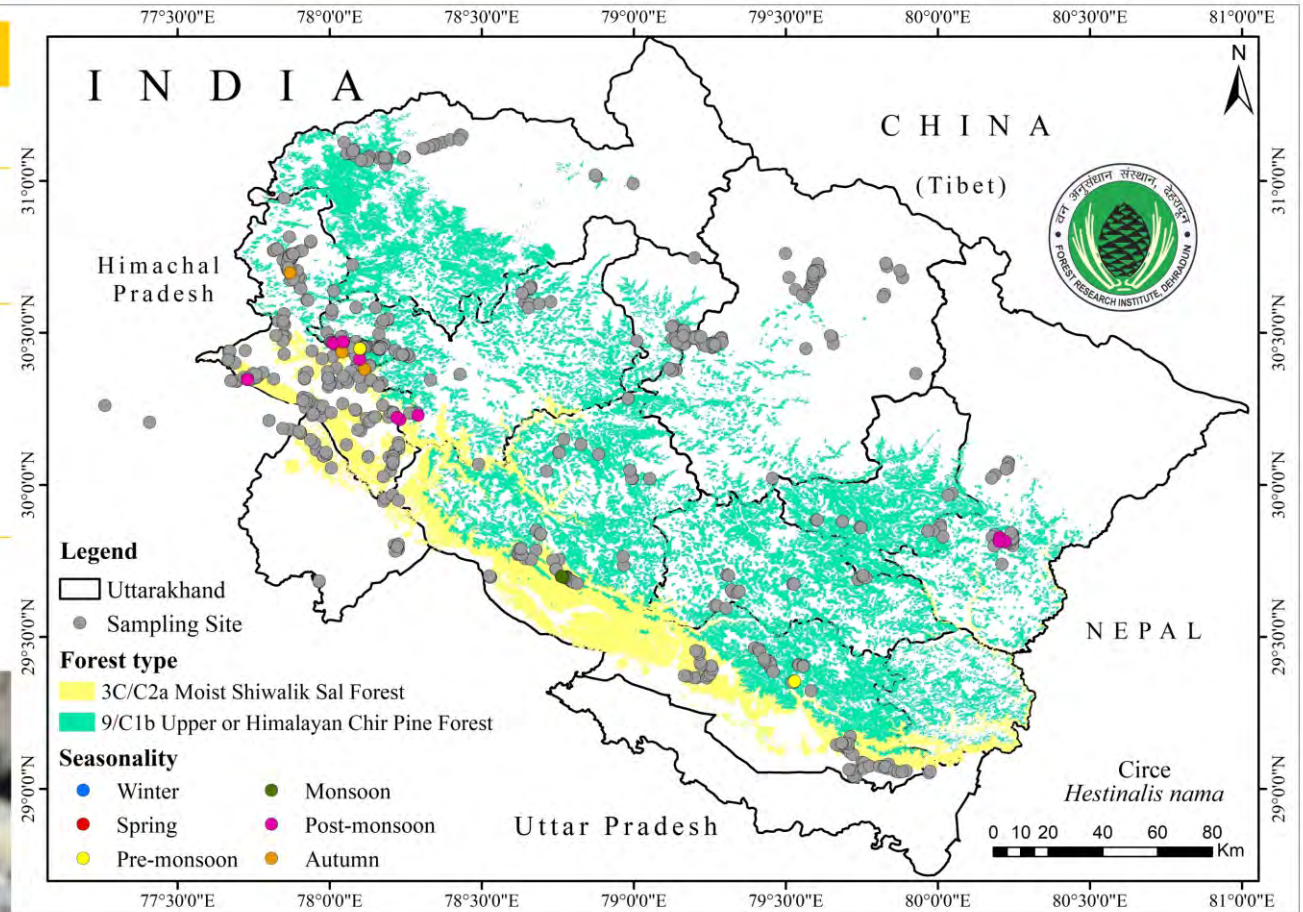 77°30'0"E 78°0'0"E 78°30'0"E 79°0'0"E 79°30'0"E 80°0'0"E 80°30'0"E 81°0'0"E
INDIA
N
CHINA
(Tibet)
वन अनुसंधान संस्थान, देहरादून
FOREST RESEARCH INSTITUTE, DEHRADUN
Himachal
Pradesh
31°0'0"N
30°30'0"N
30°0'0"N
29°30'0"N
29°0'0"N
31°0'0"N
30°30'0"N
30°0'0"N
29°30'0"N
29°0'0"N
Legend
Uttarakhand
Sampling Site
Forest type
3C/C2a Moist Shiwalik Sal Forest
9/C1b Upper or Himalayan Chir Pine Forest
Seasonality
Winter
Spring
Pre-monsoon
Monsoon
Post-monsoon
Autumn
NEPAL
Uttar Pradesh
Circe
Hestinalis nama
0 10 20 40 60 80
Km
77°30'0"E 78°0'0"E 78°30'0"E 79°0'0"E 79°30'0"E 80°0'0"E 80°30'0"E 81°0'0"E